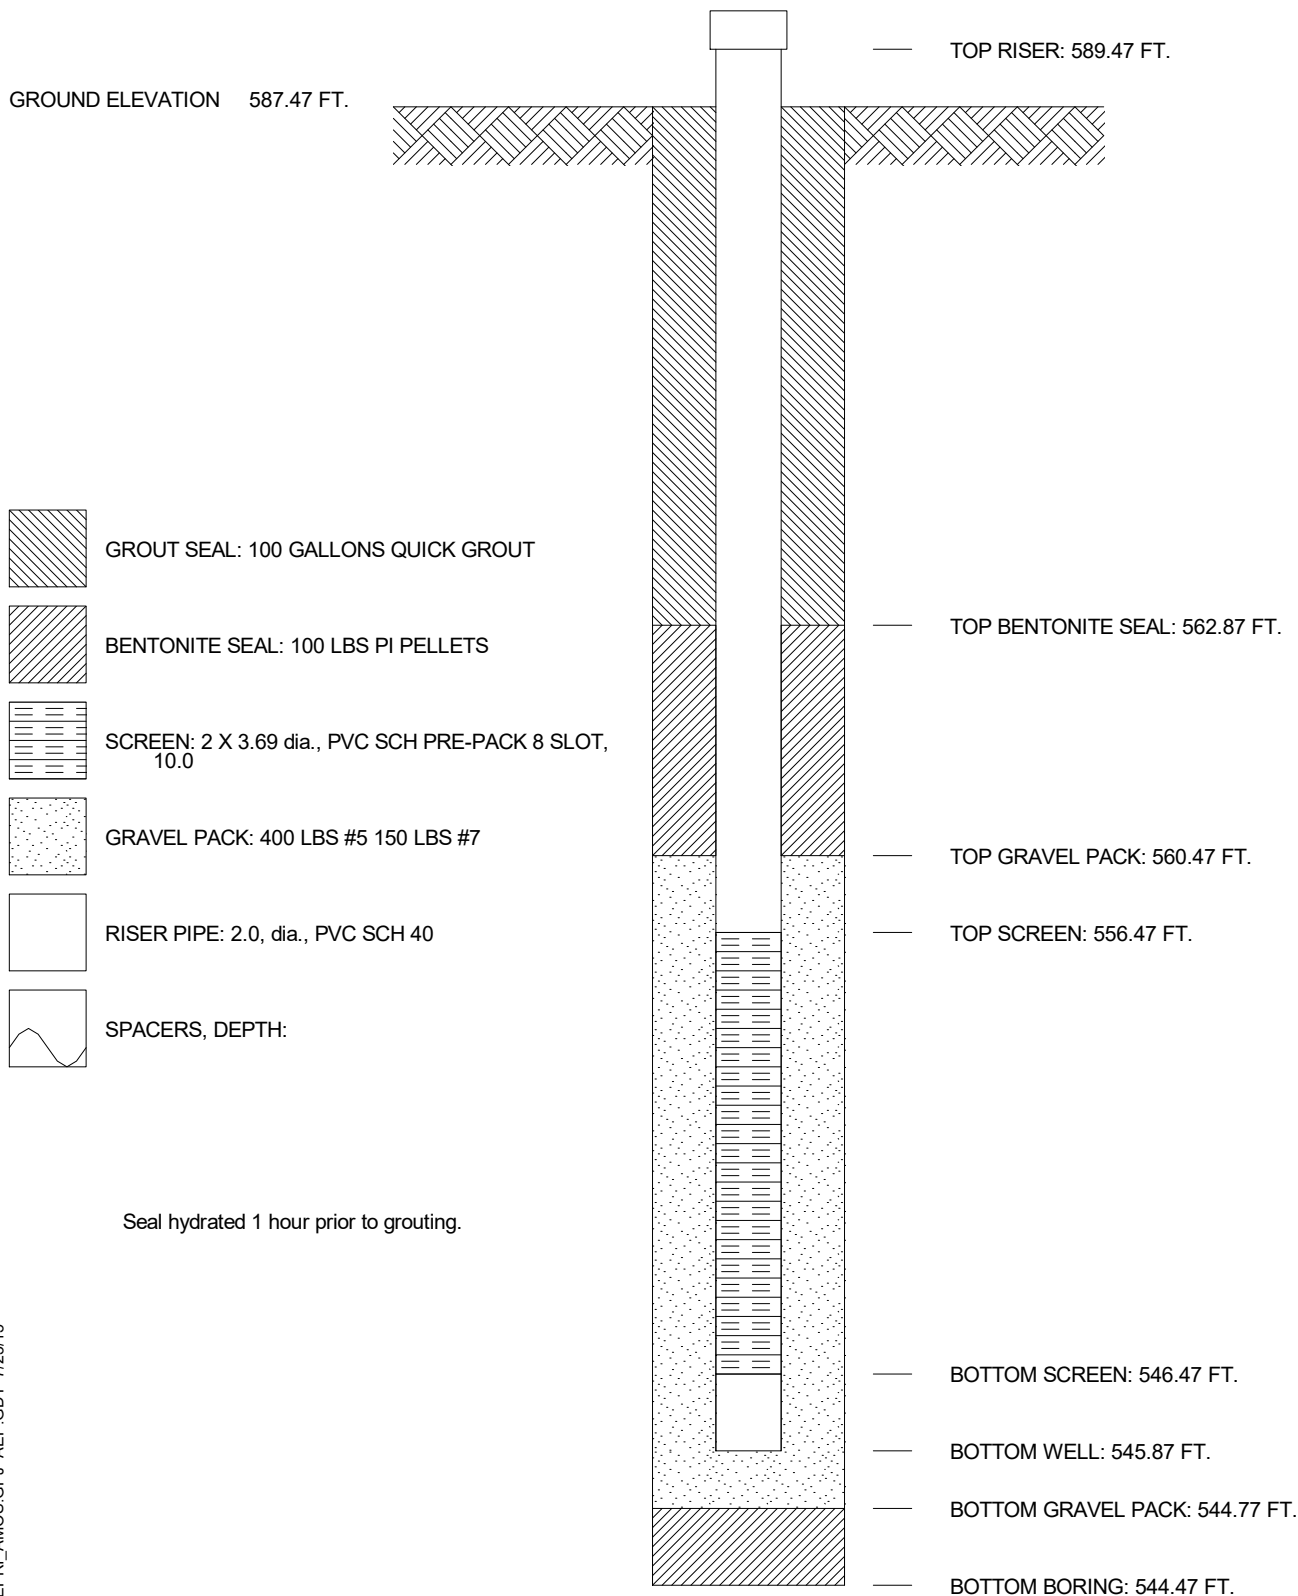 TOP RISER: 589.47 FT.
GROUND ELEVATION 587.47 FT.
GROUT SEAL: 100 GALLONS QUICK GROUT
TOP BENTONITE SEAL: 562.87 FT.
BENTONITE SEAL: 100 LBS PI PELLETS
SCREEN: 2 X 3.69 dia., PVC SCH PRE-PACK 8 SLOT,
10.0
GRAVEL PACK: 400 LBS #5 150 LBS #7
TOP GRAVEL PACK: 560.47 FT.
RISER PIPE: 2.0, dia., PVC SCH 40
TOP SCREEN: 556.47 FT.
SPACERS, DEPTH:
Seal hydrated 1 hour prior to grouting.
BOTTOM SCREEN: 546.47 FT.
BOTTOM WELL: 545.87 FT.
BOTTOM GRAVEL PACK: 544.77 FT.
BOTTOM BORING: 544.47 FT.